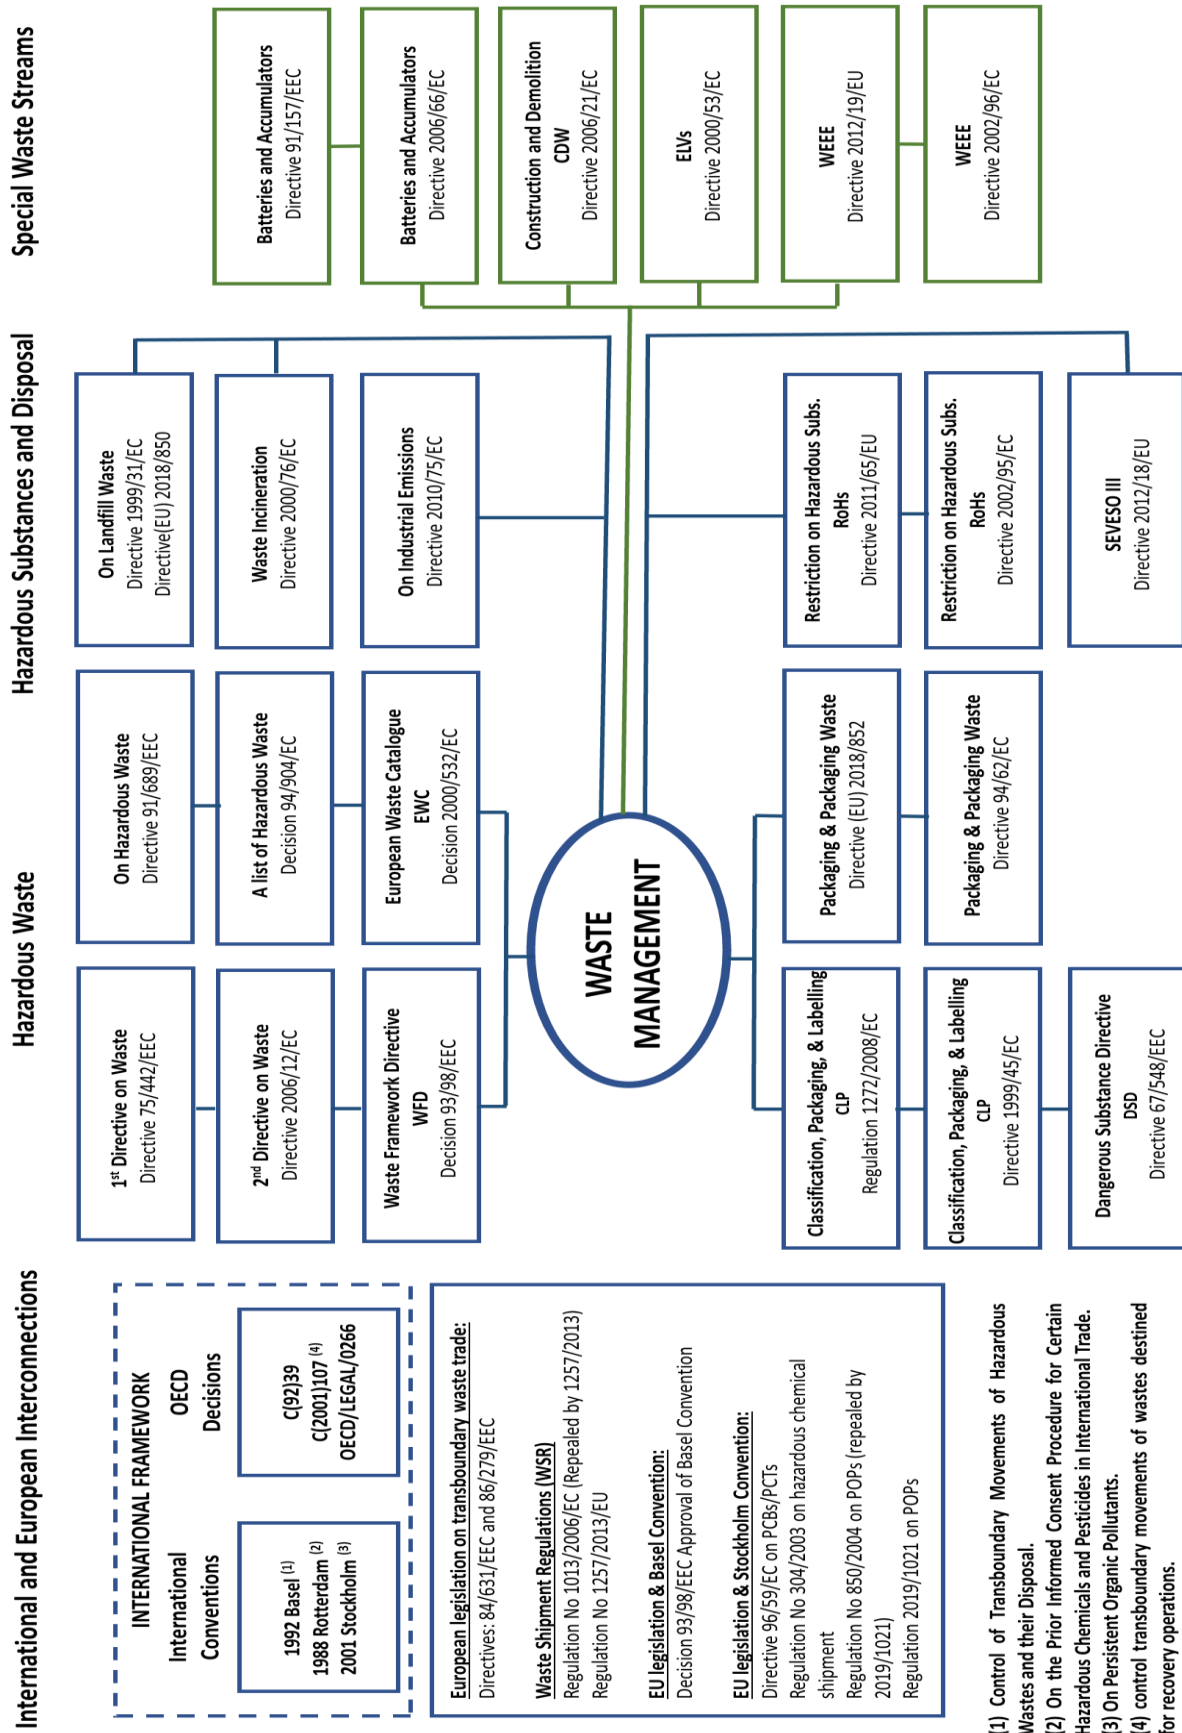 International and European Interconnections
INTERNATIONAL FRAMEWORK
International
Conventions
OECD
Decisions
1992 Basel (1)
1988 Rotterdam (2)
2001 Stockholm (3)
C(92)39
C(2001)107 (4)
OECD/LEGAL/0266
European legislation on transboundary waste trade:
Directives: 84/631/EEC and 86/279/EEC
Waste Shipment Regulations (WSR)
Regulation No 1013/2006/EC (Repealed by 1257/2013)
Regulation No 1257/2013/EU
EU Legislation & Basel Convention:
Decision 93/98/EEC Approval of Basel Convention
EU Legislation & Stockholm Convention:
Directive 96/59/EC on PCBs/PCTs
Regulation No 304/2003 on hazardous chemical
shipment
Regulation No 850/2004 on POPs (repealed by
2019/1021)
Regulation 2019/1021 on POPs
(1) Control of Transboundary Movements of Hazardous
Wastes and their Disposal.
(2) On the Prior Informed Consent Procedure for Certain
Hazardous Chemicals and Pesticides in International Trade.
(3) On Persistent Organic Pollutants.
(4) control transboundary movements of wastes destined
for recovery operations.
Hazardous Waste
1st Directive on Waste
Directive 75/442/EEC
2nd Directive on Waste
Directive 2006/12/EC
Waste Framework Directive
WFD
Decision 93/98/EEC
On Hazardous Waste
Directive 91/689/EEC
A list of Hazardous Waste
Decision 94/904/EC
European Waste Catalogue
EWC
Decision 2000/532/EC
WASTE
MANAGEMENT
Classification, Packaging, & Labelling
CLP
Regulation 1272/2008/EC
Classification, Packaging, & Labelling
CLP
Directive 1999/45/EC
Dangerous Substance Directive
DSD
Directive 67/548/EEC
Packaging & Packaging Waste
Directive (EU) 2018/852
Packaging & Packaging Waste
Directive 94/62/EC
Hazardous Substances and Disposal
On Landfill Waste
Directive 1999/31/EC
Directive(EU) 2018/850
Waste Incineration
Directive 2000/76/EC
On Industrial Emissions
Directive 2010/75/EC
Restriction on Hazardous Subs.
RoHs
Directive 2011/65/EU
Restriction on Hazardous Subs.
RoHs
Directive 2002/95/EC
SEVESO III
Directive 2012/18/EU
Special Waste Streams
Batteries and Accumulators
Directive 91/157/EEC
Batteries and Accumulators
Directive 2006/66/EC
Construction and Demolition
CDW
Directive 2006/21/EC
ELVs
Directive 2000/53/EC
WEEE
Directive 2012/19/EU
WEEE
Directive 2002/96/EC